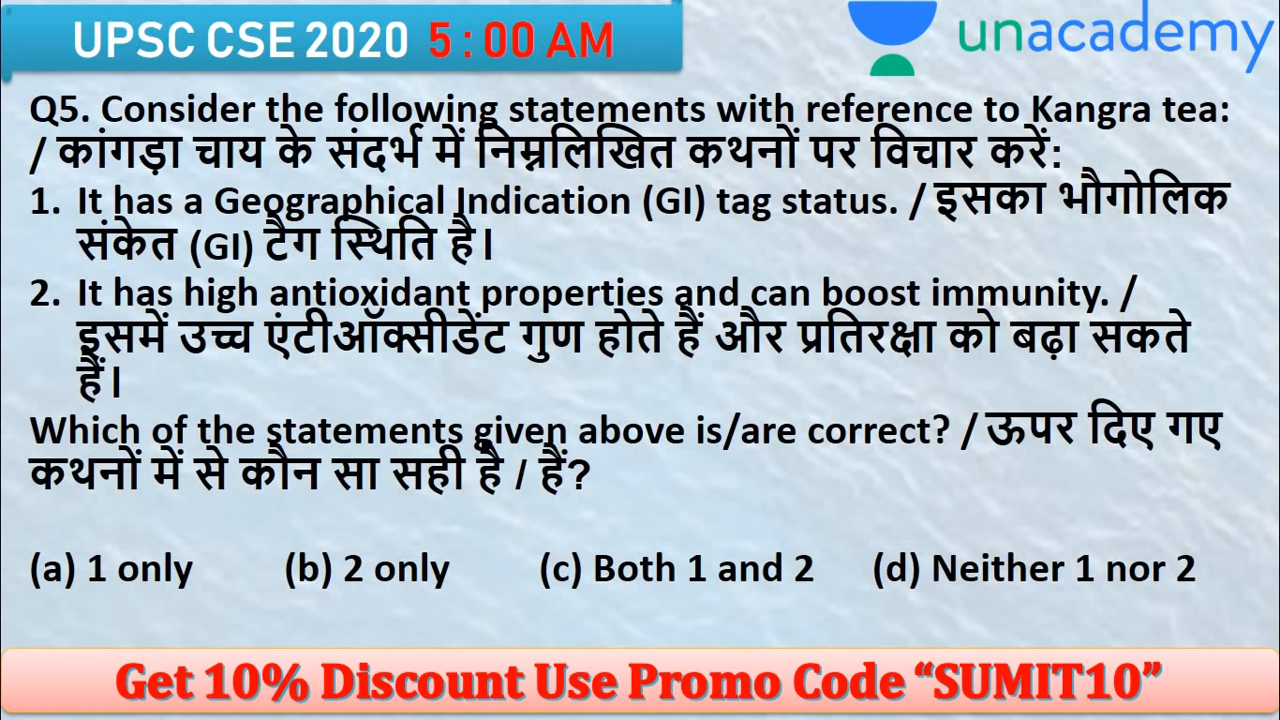 UPSC CSE 2020 5 : 00 AM
unacademy
Q5. Consider the following statements with reference to Kangra tea:
/ कांगड़ा चाय के संदर्भ में निम्नलिखित कथनों पर विचार करें:
1. It has a Geographical Indication (GI) tag status. / इसका भौगोलिक
संकेत (GI) टैग स्थिति है।
2. It has high antioxidant properties and can boost immunity. /
इसमें उच्च एंटीऑक्सीडेंट गुण होते हैं और प्रतिरक्षा को बढ़ा सकते
हैं।
Which of the statements given above is/are correct? / ऊपर दिए गए
कथनों में से कौन सा सही है / हैं?
(a) 1 only (b) 2 only (c) Both 1 and 2 (d) Neither 1 nor 2
Get 10% Discount Use Promo Code “SUMIT10”